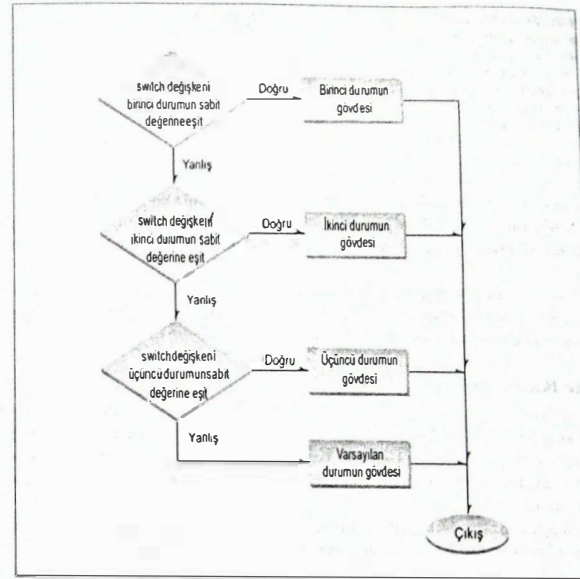 switch değişkeni
birinci durumun sabit
değerine eşit
Doğru
Birinci durumun
gövdesi
Yanlış
switch değişkeni
ikinci durumun sabit
değerine eşit
Doğru
İkinci durumun
gövdesi
Yanlış
switch değişkeni
üçüncü durumun sabit
değerine eşit
Doğru
Üçüncü durumun
gövdesi
Yanlış
Varsayılan
durumun gövdesi
Çıkış